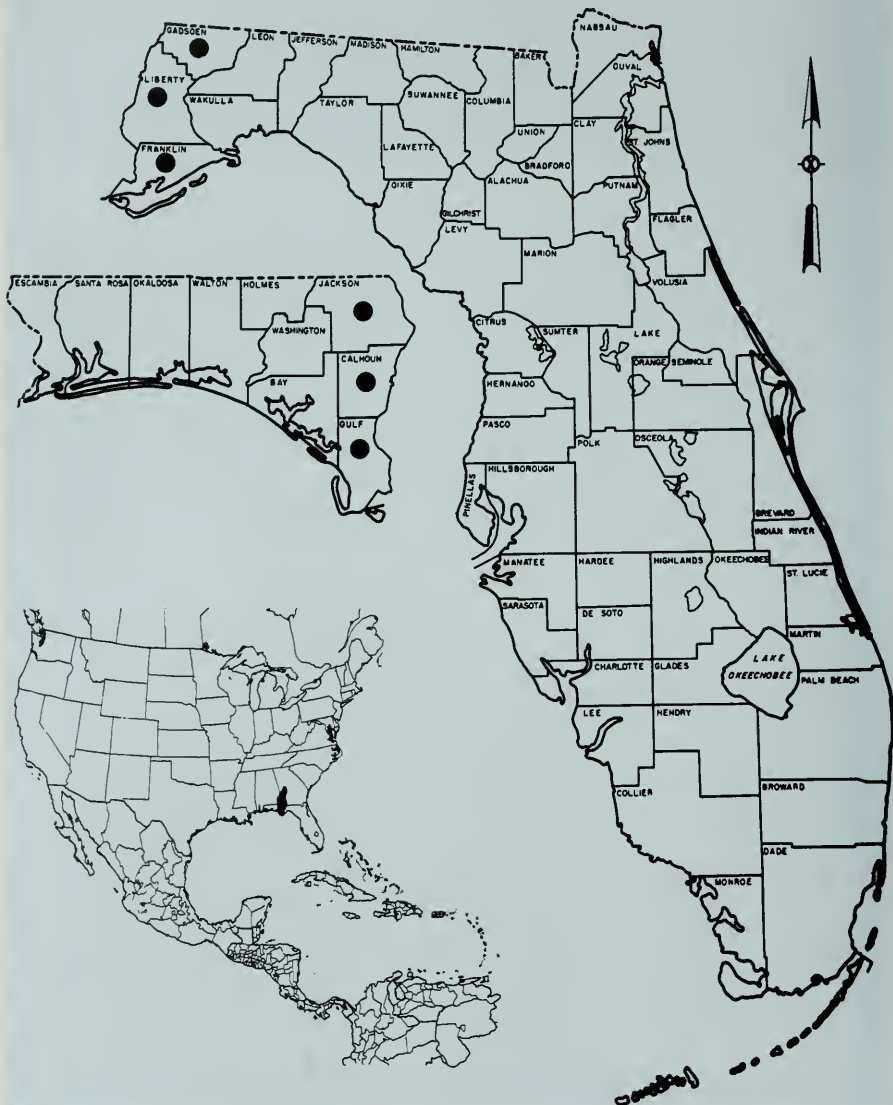 NASSAU
GADSDEN
LEON
JEFFERSON
MADISON
HAMILTON
BAKER
DUVAL
LIBERTY
WAKULLA
TAYLOR
SUWANNEE
COLUMBIA
UNION
CLAY
ST. JOHNS
FRANKLIN
LAFAYETTE
BRADFORD
DIXIE
ALACHUA
PUTNAM
GILCHRIST
FLAGLER
LEVY
MARION
VOLUSIA
ESCAMBIA
SANTA ROSA
OKALOOSA
WALTON
HOLMES
JACKSON
WASHINGTON
CITRUS
SUMTER
LAKE
CALHOUN
ORANGE
SEMINOLE
BAY
HERNANDO
GULF
PASCO
POLK
OSCEOLA
HILLSBOROUGH
PINELLAS
BREVARD
INDIAN RIVER
MANATEE
HARDEE
HIGHLANDS
OKEECHOBEE
ST. LUCIE
SARASOTA
DE SOTO
MARTIN
CHARLOTTE
GLADES
LAKE
OKEECHOBEE
PALM BEACH
LEE
HENDRY
COLLIER
BROWARD
DADE
MONROE